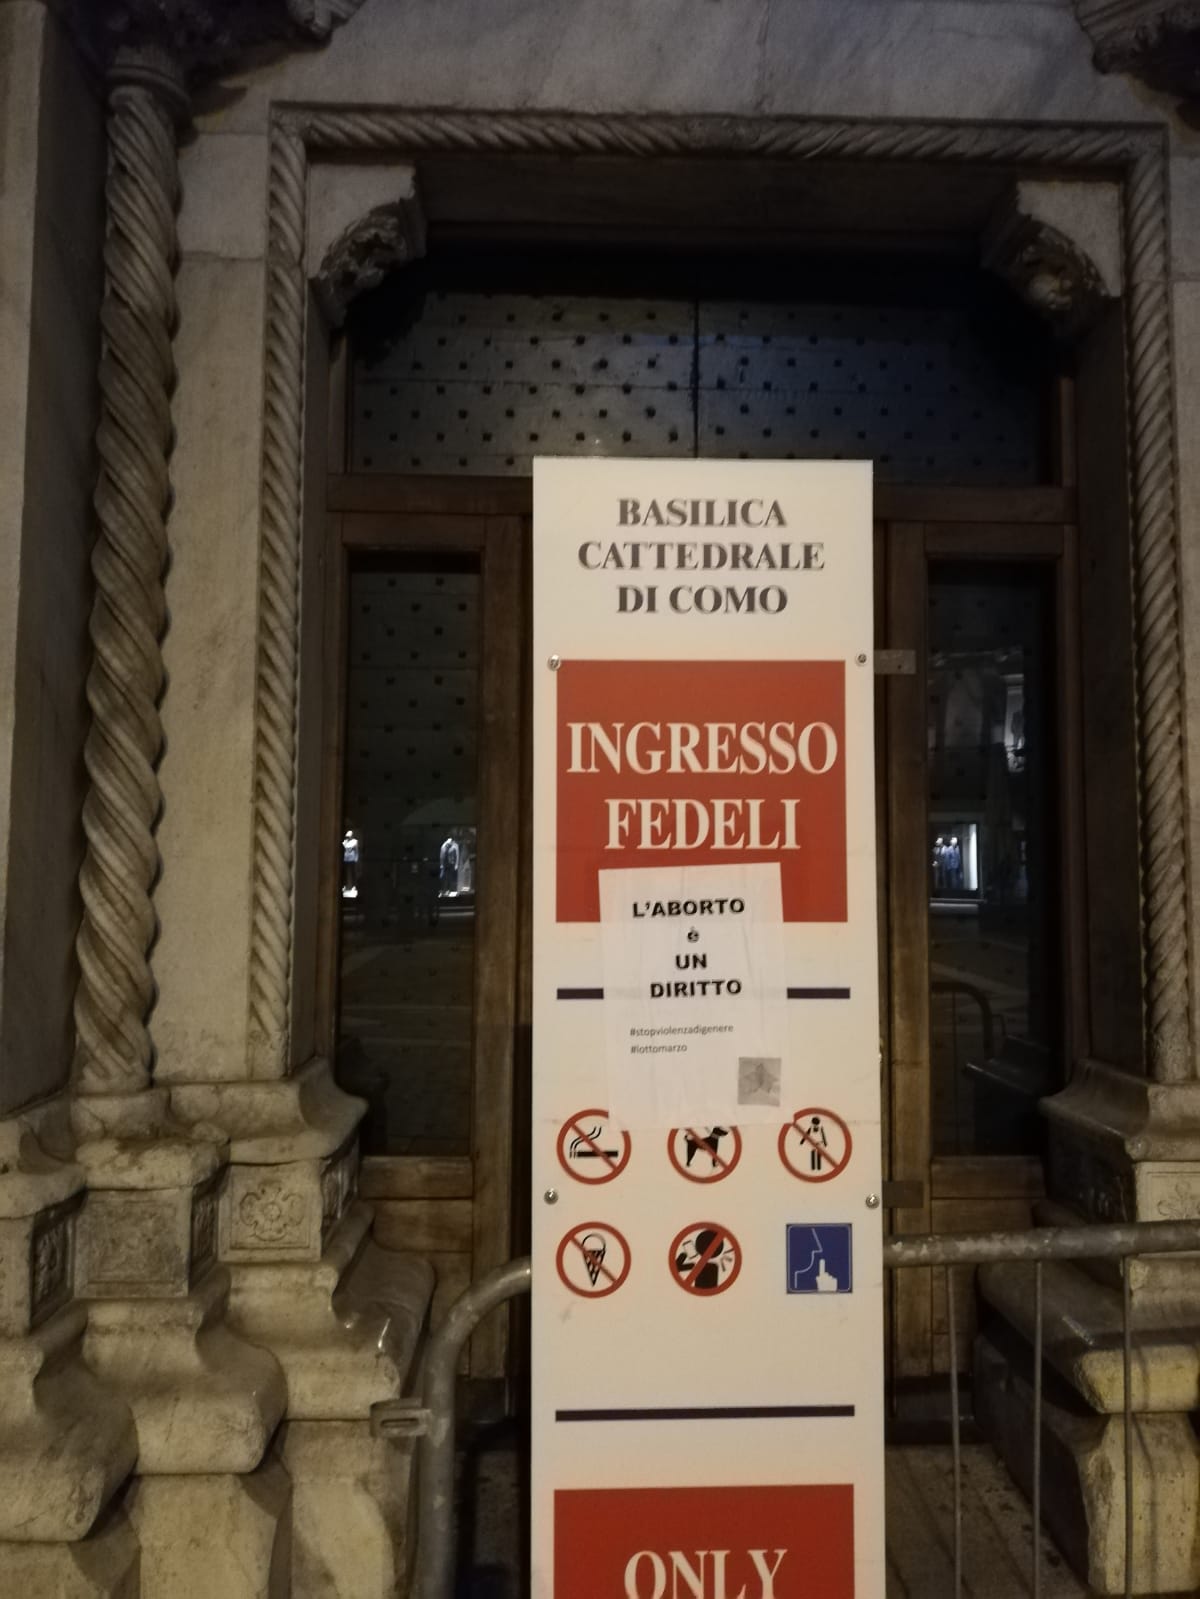 BASILICA
CATTEDRALE
DI COMO
INGRESSO
FEDELI
L'ABORTO
è
UN
DIRITTO
#stopviolenzadigenere
#lottomarzo
ONLY